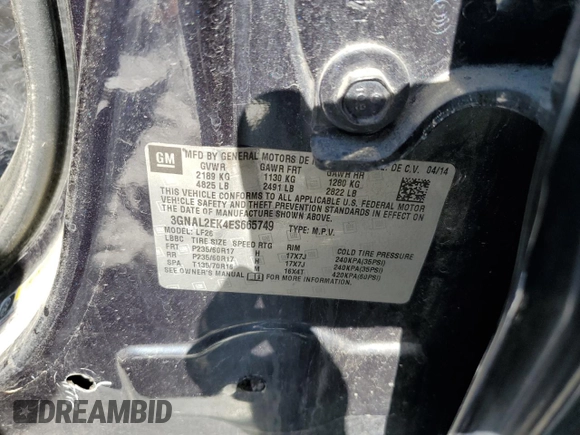 GM
MFD BY GENERAL MOTORS DE DE C.V. 04/14
GVWR GAWR FRT GAWR RR
2189 KG 1130 KG 1280 KG
4825 LB 2491 LB 2822 LB
THIS VEHICLE CONFORMS TO ALL APPLICABLE U.S. FEDERAL MOTOR
VEHICLE SAFETY, BUMPER, AND THEFT PREVENTION STANDARDS IN
EFFECT ON THE DATE OF MANUFACTURE SHOWN ABOVE.
3GNAL2EK4ES665749 TYPE: M.P.V.
MODEL: LF26
LBBC TIRE SIZE SPEED RTG RIM COLD TIRE PRESSURE
FRT P235/60R17 H 17X7J 240KPA(35PSI)
RR P235/60R17 H 17X7J 240KPA(35PSI)
SPA T135/70R16 M 16X4T 420KPA(60PSI)
SEE OWNER'S MANUAL FOR MORE INFORMATION.
DREAMBID